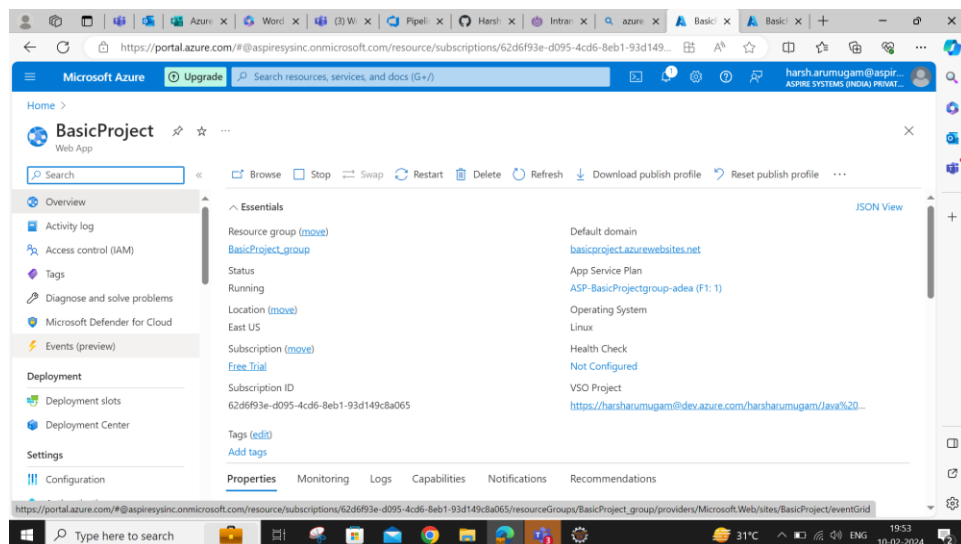 Azure
Word
(3) W
Pipeli
Harsh
Intran
azure
Basic
Basic
https://portal.azure.com/#@aspiresysinc.onmicrosoft.com/resource/subscriptions/62d6f93e-d095-4cd6-8eb1-93d149...
Microsoft Azure
Upgrade
Search resources, services, and docs (G+/)
1
harsh.arumugam@aspir...
ASPIRE SYSTEMS (INDIA) PRIVAT...
Home >
BasicProject
Web App
Search
Browse Stop Swap Restart Delete Refresh Download publish profile Reset publish profile ...
Overview
Activity log
Access control (IAM)
Tags
Diagnose and solve problems
Microsoft Defender for Cloud
Events (preview)
Deployment
Deployment slots
Deployment Center
Settings
Configuration
Essentials
JSON View
Resource group (move)
BasicProject_group
Status
Running
Location (move)
East US
Subscription (move)
Free Trial
Subscription ID
62d6f93e-d095-4cd6-8eb1-93d149c8a065
Default domain
basicproject.azurewebsites.net
App Service Plan
ASP-BasicProjectgroup-adea (F1: 1)
Operating System
Linux
Health Check
Not Configured
VSO Project
https://harsharumugam@dev.azure.com/harsharumugam/Java%20...
Tags (edit)
Add tags
Properties Monitoring Logs Capabilities Notifications Recommendations
https://portal.azure.com/#@aspiresysinc.onmicrosoft.com/resource/subscriptions/62d6f93e-d095-4cd6-8eb1-93d149c8a065/resourceGroups/BasicProject_group/providers/Microsoft.Web/sites/BasicProject/eventGrid
Type here to search
31°C
ENG
19:53
10-02-2024
2